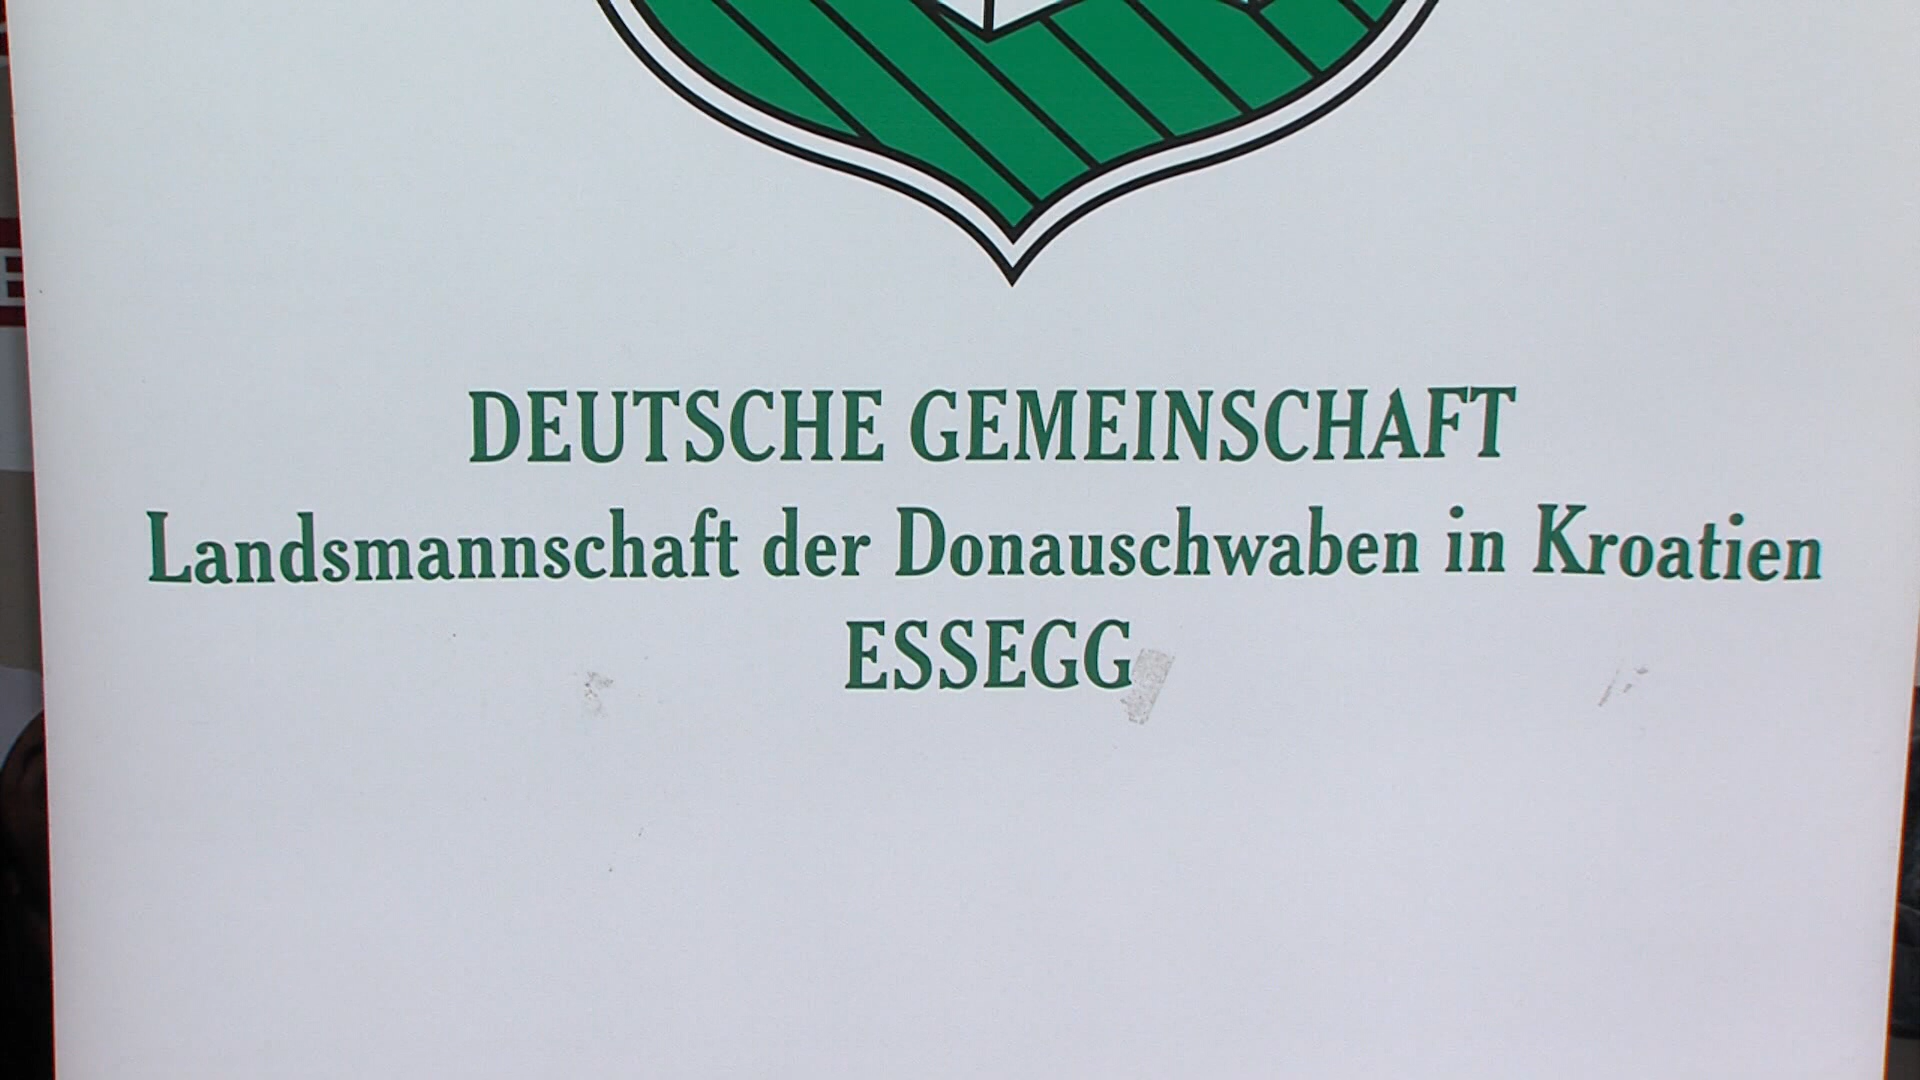 DEUTSCHE GEMEINSCHAFT
Landsmannschaft der Donauschwaben in Kroatien
ESSEGG